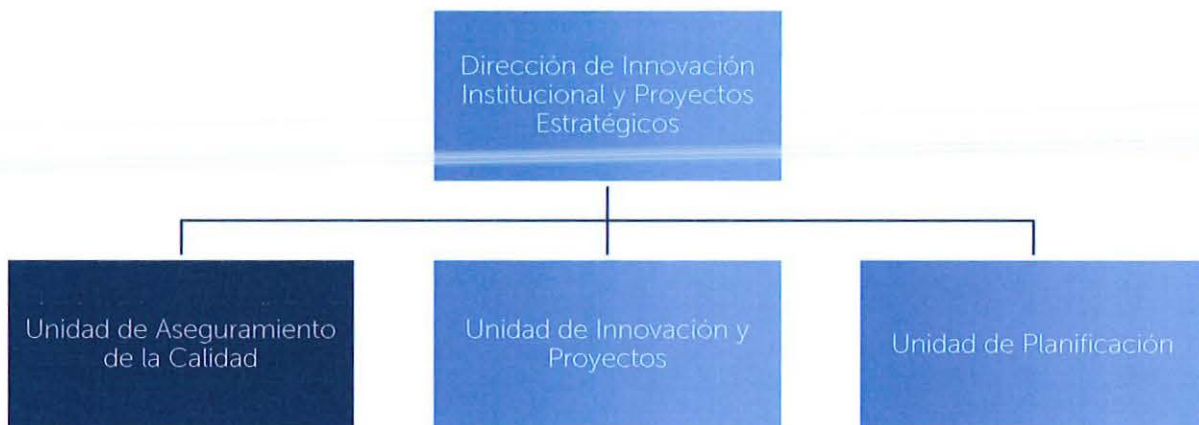 Dirección de Innovación
Institucional y Proyectos
Estratégicos
Unidad de Aseguramiento
de la Calidad
Unidad de Innovación y
Proyectos
Unidad de Planificación